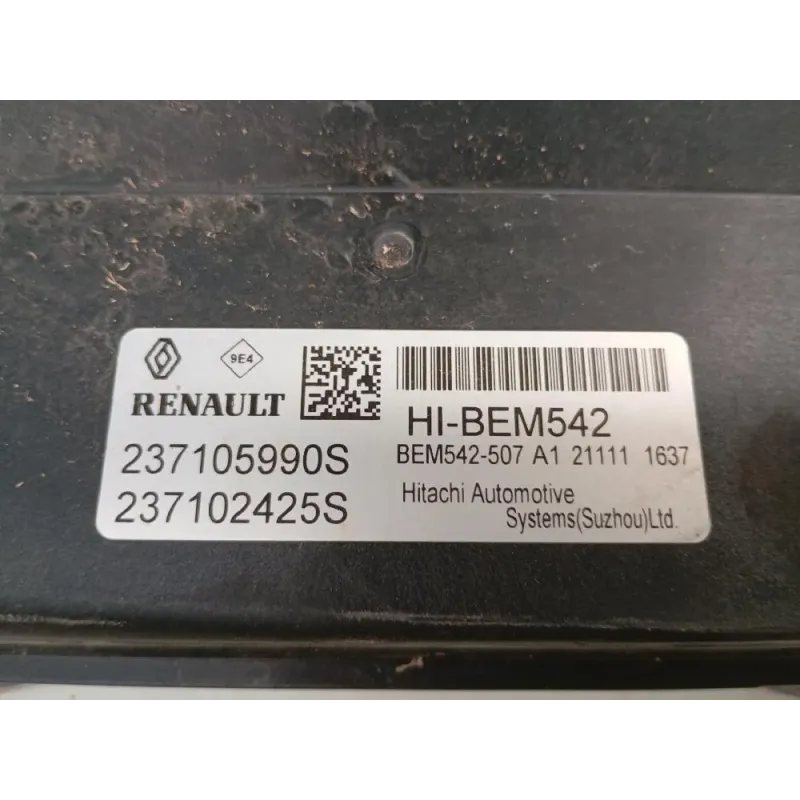 9E4
RENAULT
237105990S
237102425S
HI-BEM542
BEM542-507 A1 21111 1637
Hitachi Automotive
Systems(Suzhou)Ltd.